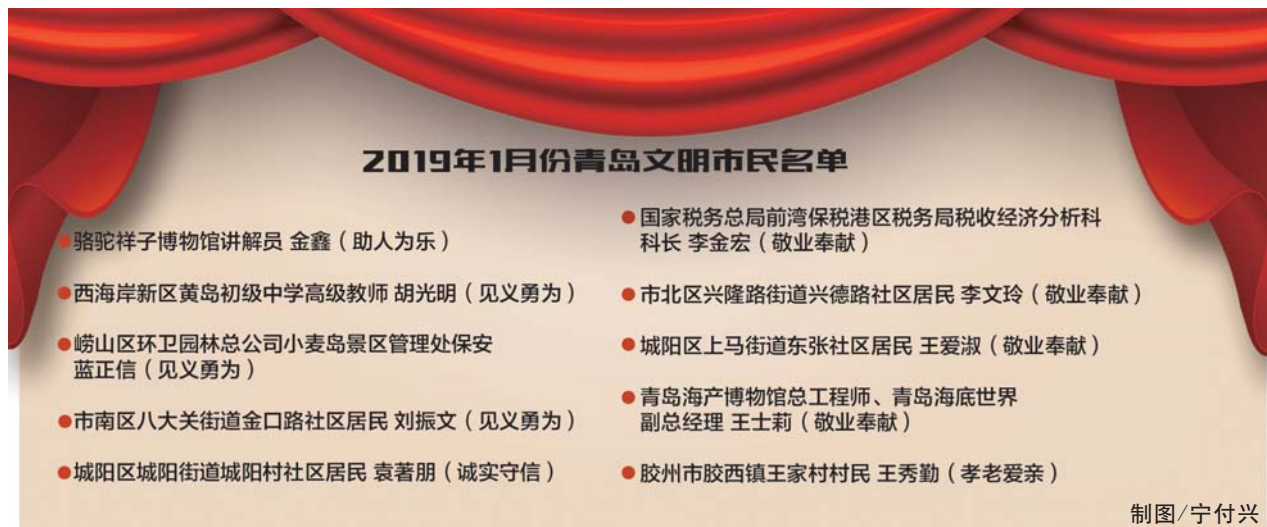 2019年1月份青岛文明市民名单
●骆驼祥子博物馆讲解员 金鑫（助人为乐）
●西海岸新区黄岛初级中学高级教师 胡光明（见义勇为）
●崂山区环卫园林总公司小麦岛景区管理处保安
蓝正信（见义勇为）
●市南区八大关街道金口路社区居民 刘振文（见义勇为）
●城阳区城阳街道城阳村社区居民 袁著朋（诚实守信）
●国家税务总局前湾保税港区税务局税收经济分析科
科长 李金宏（敬业奉献）
●市北区兴隆路街道兴德路社区居民 李文玲（敬业奉献）
●城阳区上马街道东张社区居民 王爱淑（敬业奉献）
●青岛海产博物馆总工程师、青岛海底世界
副总经理 王士莉（敬业奉献）
●胶州市胶西镇王家村村民 王秀勤（孝老爱亲）
制图/宁付兴